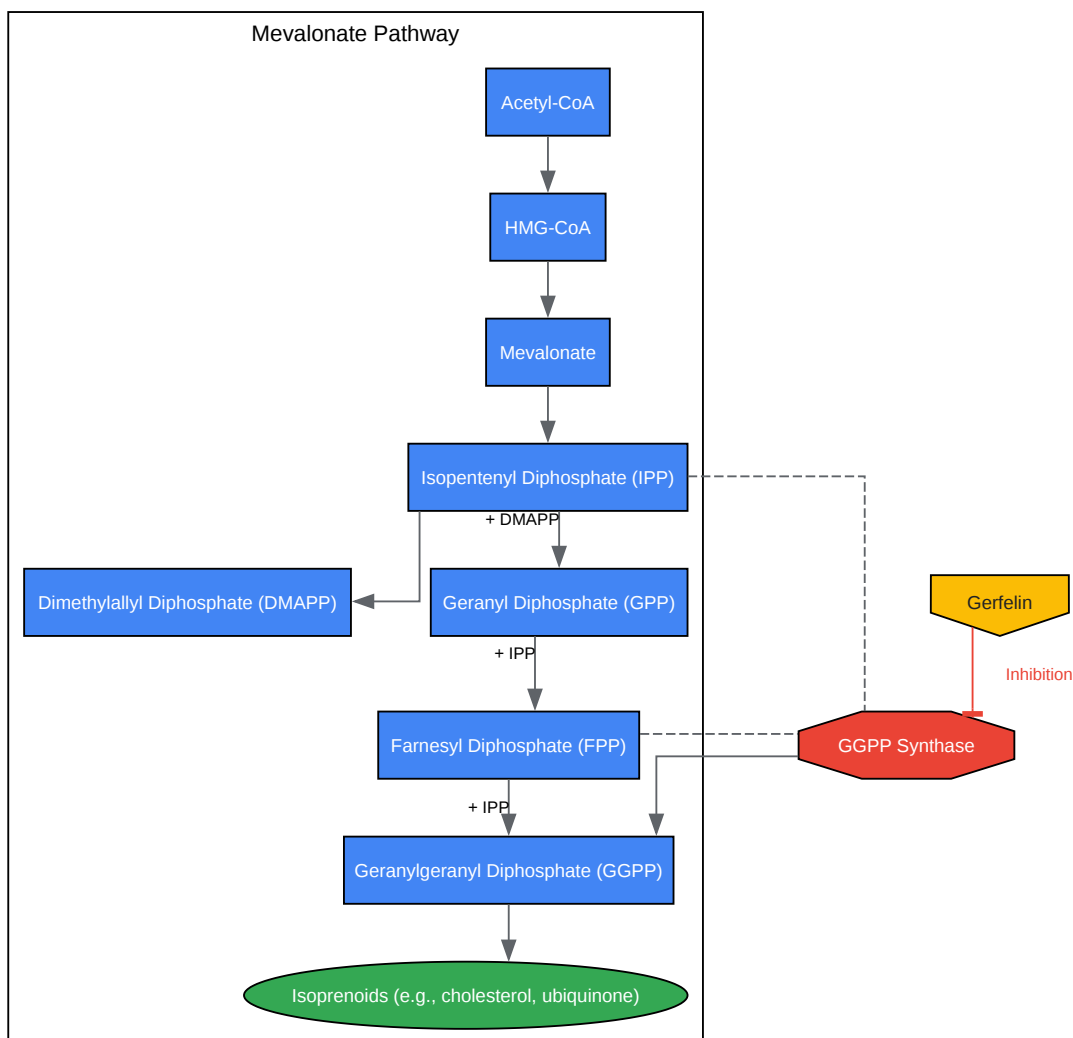 Mevalonate Pathway
Acetyl-CoA
HMG-CoA
Mevalonate
Isopentenyl Diphosphate (IPP)
+ DMAPP
Dimethylallyl Diphosphate (DMAPP)
Geranyl Diphosphate (GPP)
Gerfelin
+ IPP
Inhibition
Farnesyl Diphosphate (FPP)
GGPP Synthase
+ IPP
Geranylgeranyl Diphosphate (GGPP)
Isoprenoids (e.g., cholesterol, ubiquinone)